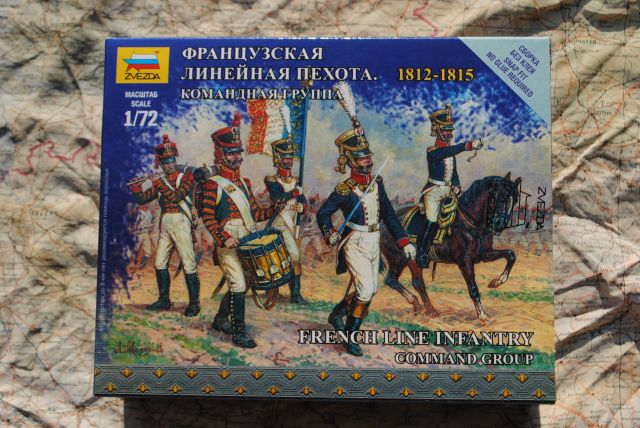 ZVEZDA
ФРАНЦУЗСКАЯ
ЛИНЕЙНАЯ ПЕХОТА. 1812-1815
КОМАНДНАЯ ГРУППА
СБОРКА
БЕЗ КЛЕЯ
SNAP FIT
NO GLUE REQUIRED
МАСШТАБ
SCALE
1/72
ZVEZDA
FRENCH LINE INFANTRY
COMMAND GROUP